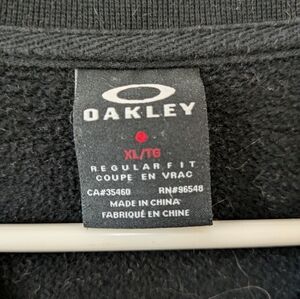 OAKLEY
XL/TG
REGULAR FIT
COUPE EN VRAC
CA#35460 RN#96548
MADE IN CHINA
FABRIQUÉ EN CHINE